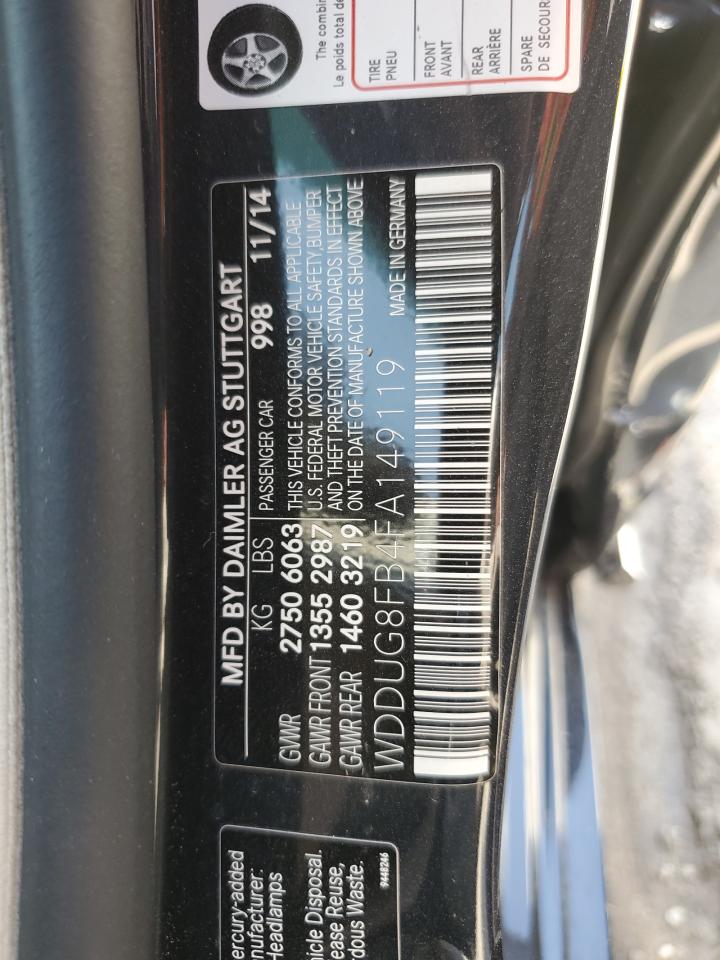 The combin
Le poids total de
TIRE
PNEU
FRONT
AVANT
REAR
ARRIÈRE
SPARE
DE SECOUR
MFD BY DAIMLER AG STUTTGART
KG LBS PASSENGER CAR 998 11/14
GVWR 2750 6063 THIS VEHICLE CONFORMS TO ALL APPLICABLE
GAWR FRONT 1355 2987 U.S. FEDERAL MOTOR VEHICLE SAFETY, BUMPER
GAWR REAR 1460 3219 AND THEFT PREVENTION STANDARDS IN EFFECT
ON THE DATE OF MANUFACTURE SHOWN ABOVE
WDDUG8FB4FA149119 MADE IN GERMANY
ercury-added
nufacturer:
Headlamps
hicle Disposal.
ease Reuse,
rdous Waste.
9448246